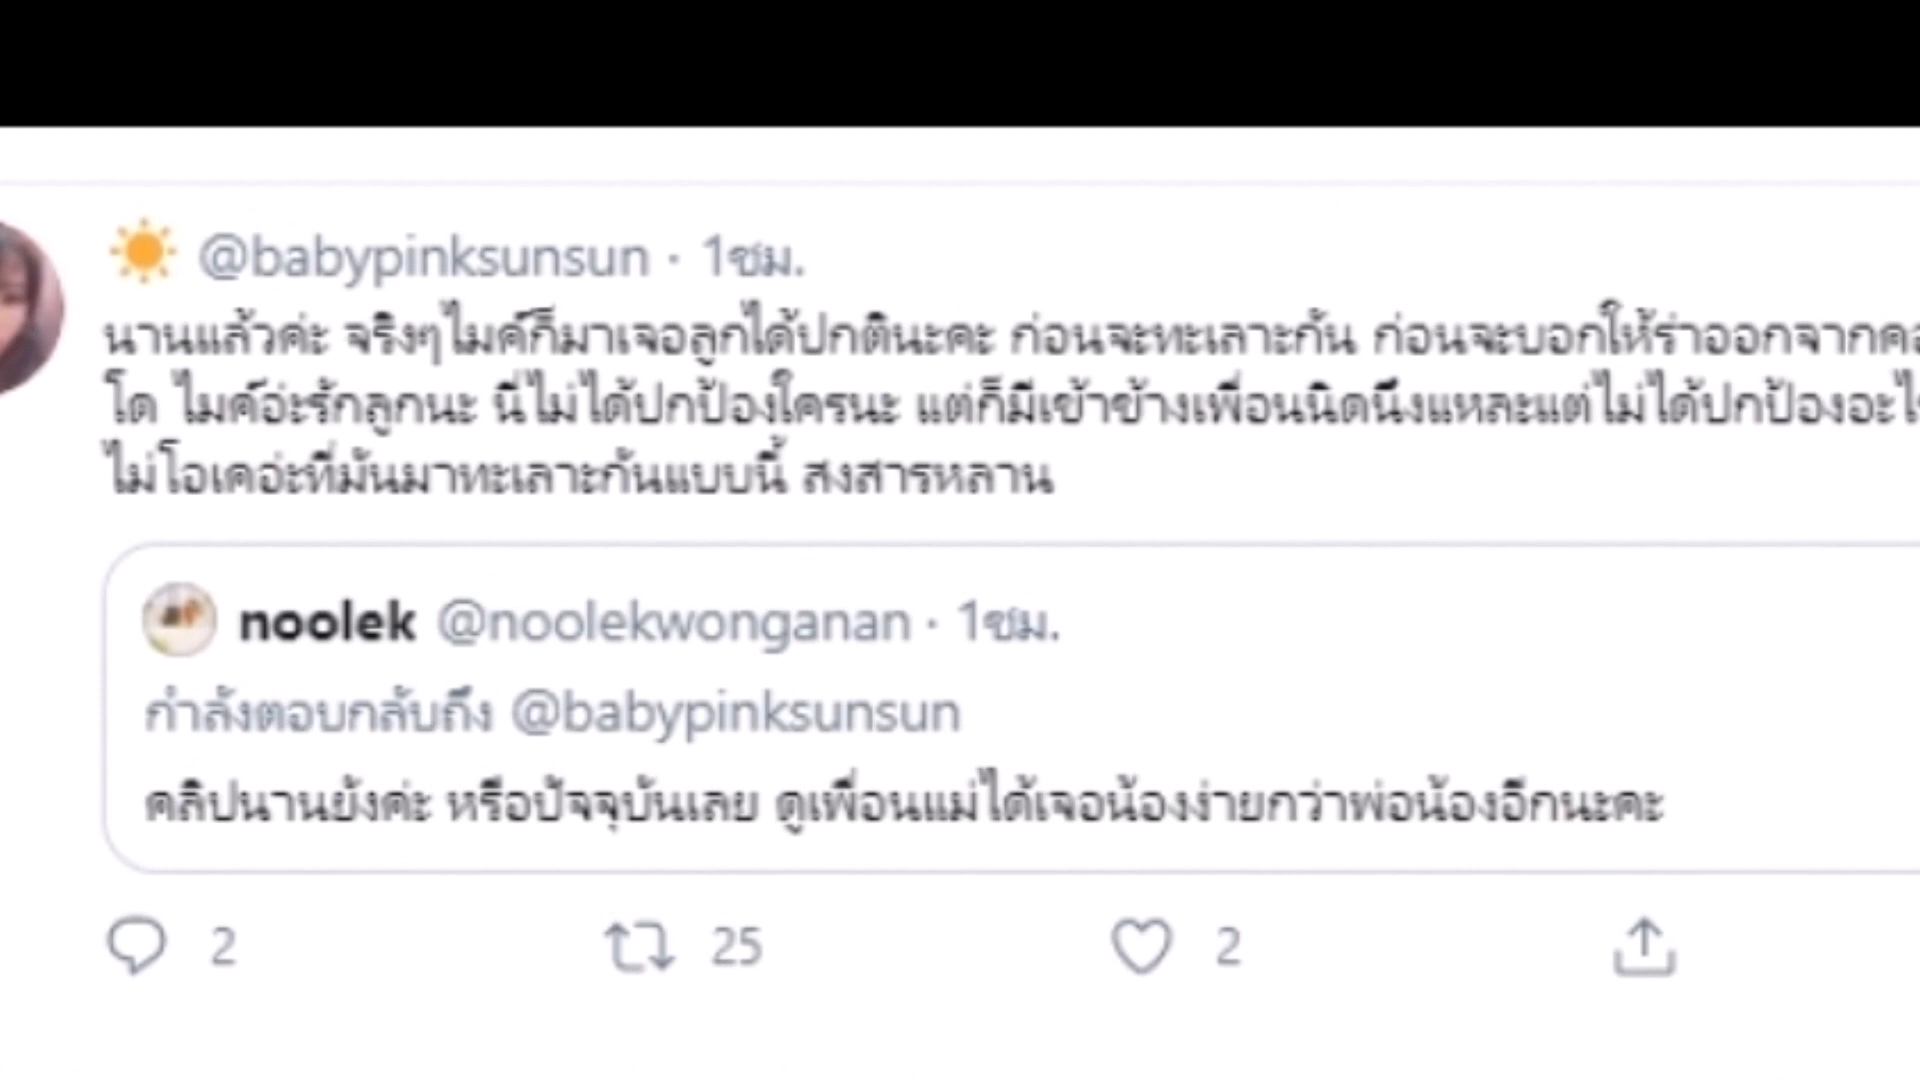 @babypinksunsun · 1ชม.
นานแล้วค่ะ จริงๆไมค์ก็มาเจอลูกได้ปกตินะคะ ก่อนจะทะเลาะกัน ก่อนจะบอกให้ร่าออกจากคอ
โด ไมค์อ่ะรักลูกนะ นี่ไม่ได้ปกป้องใครนะ แต่ก็มีเข้าข้างเพื่อนนิดนึงแหละแต่ไม่ได้ปกป้องอะไ
ไม่โอเคอ่ะที่มันมาทะเลาะกันแบบนี้ สงสารหลาน
noolek @noolekwonganan · 1ชม.
กำลังตอบกลับถึง @babypinksunsun
คลิปนานยังค่ะ หรือปัจจุบันเลย ดูเพื่อนแม่ได้เจอน้องง่ายกว่าพ่อน้องอีกนะคะ
2 25 2